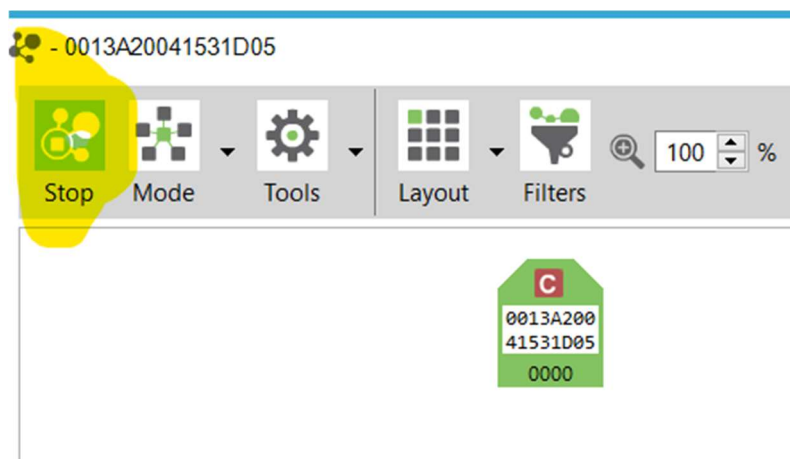 - 0013A20041531D05
100 %
Stop Mode Tools Layout Filters
C
0013A200
41531D05
0000